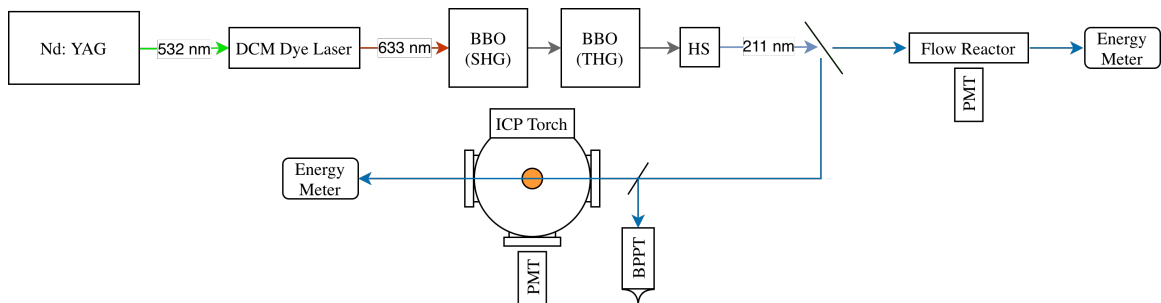 Nd: YAG
532 nm
DCM Dye Laser
633 nm
BBO
(SHG)
BBO
(THG)
HS
211 nm
Flow Reactor
Energy
Meter
PMT
ICP Torch
Energy
Meter
BPPT
PMT